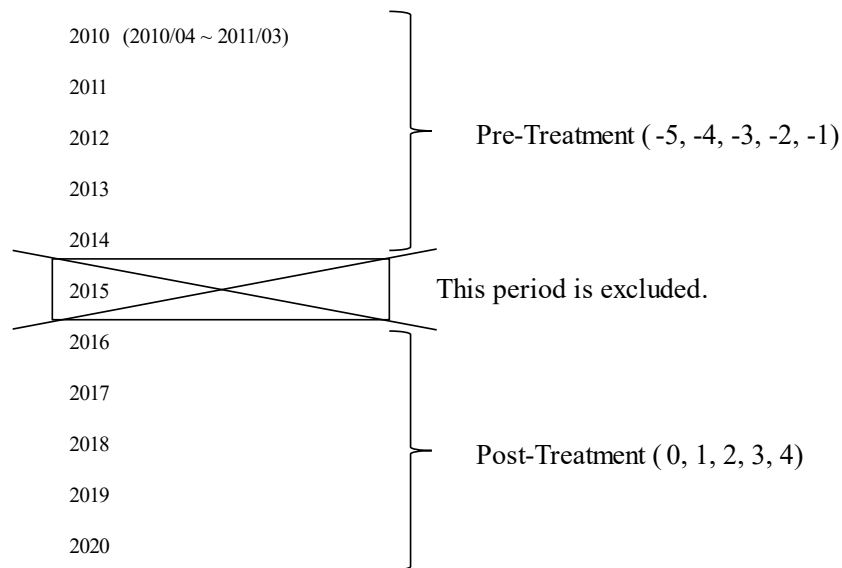 2010 (2010/04 ~ 2011/03)
2011
2012
Pre-Treatment ( -5, -4, -3, -2, -1)
2013
2014
2015
This period is excluded.
2016
2017
2018
Post-Treatment ( 0, 1, 2, 3, 4)
2019
2020